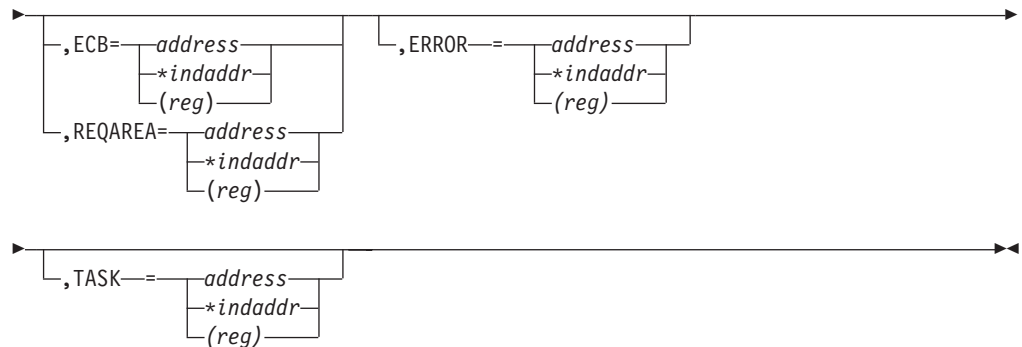 ,ECB= address ,ERROR = address
*indaddr *indaddr
(reg) (reg)
,REQAREA= address
*indaddr
(reg)
,TASK = address
*indaddr
(reg)